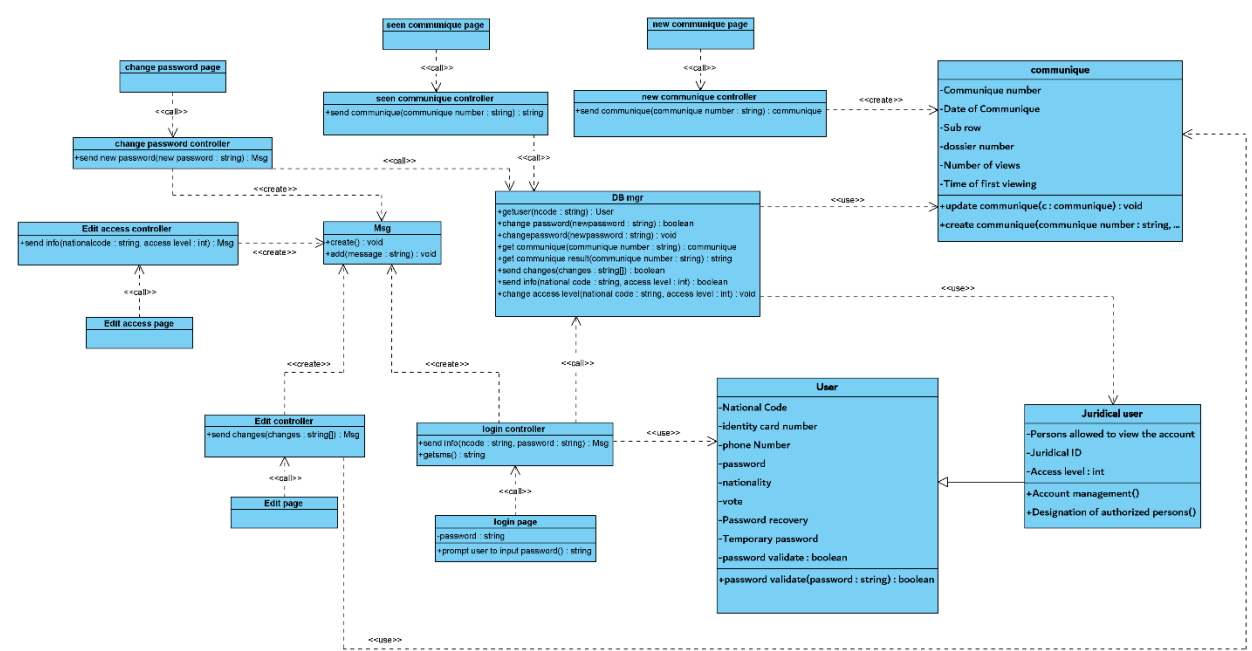 seen communique page
new communique page
<<call>>
<<call>>
change password page
<<call>>
seen communique controller
+send communique(communique number : string) : string
new communique controller
+send communique(communique number : string) : communique
<<create>>
communique
-Communique number
-Date of Communique
-Sub row
-dossier number
-Number of views
-Time of first viewing
+update communique(c : communique) : void
+create communique(communique number : string, ...
change password controller
+send new password(new password : string) : Msg
<<call>>
<<call>>
<<create>>
DB mgr
+getuser(ncode : string) : User
+change password(newpassword : string) : boolean
+changepassword(newpassword : string) : void
+get communique(communique number : string) : communique
+get communique result(communique number : string) : string
+send changes(changes : string[]) : boolean
+send info(national code : string, access level : int) : boolean
+change access level(national code : string, access level : int) : void
<<use>>
<<use>>
Edit access controller
+send info(nationalcode : string, access level : int) : Msg
<<create>>
Msg
+create() : void
+add(message : string) : void
<<call>>
Edit access page
<<create>>
<<create>>
<<call>>
Edit controller
+send changes(changes : string[]) : Msg
<<call>>
Edit page
login controller
+send info(ncode : string, password : string) : Msg
+getsms() : string
<<use>>
<<call>>
login page
-password : string
+prompt user to input password() : string
User
-National Code
-identity card number
-phone Number
-password
-nationality
-vote
-Password recovery
-Temporary password
-password validate : boolean
+password validate(password : string) : boolean
Juridical user
-Persons allowed to view the account
-Juridical ID
-Access level : int
+Account management()
+Designation of authorized persons()
<<use>>